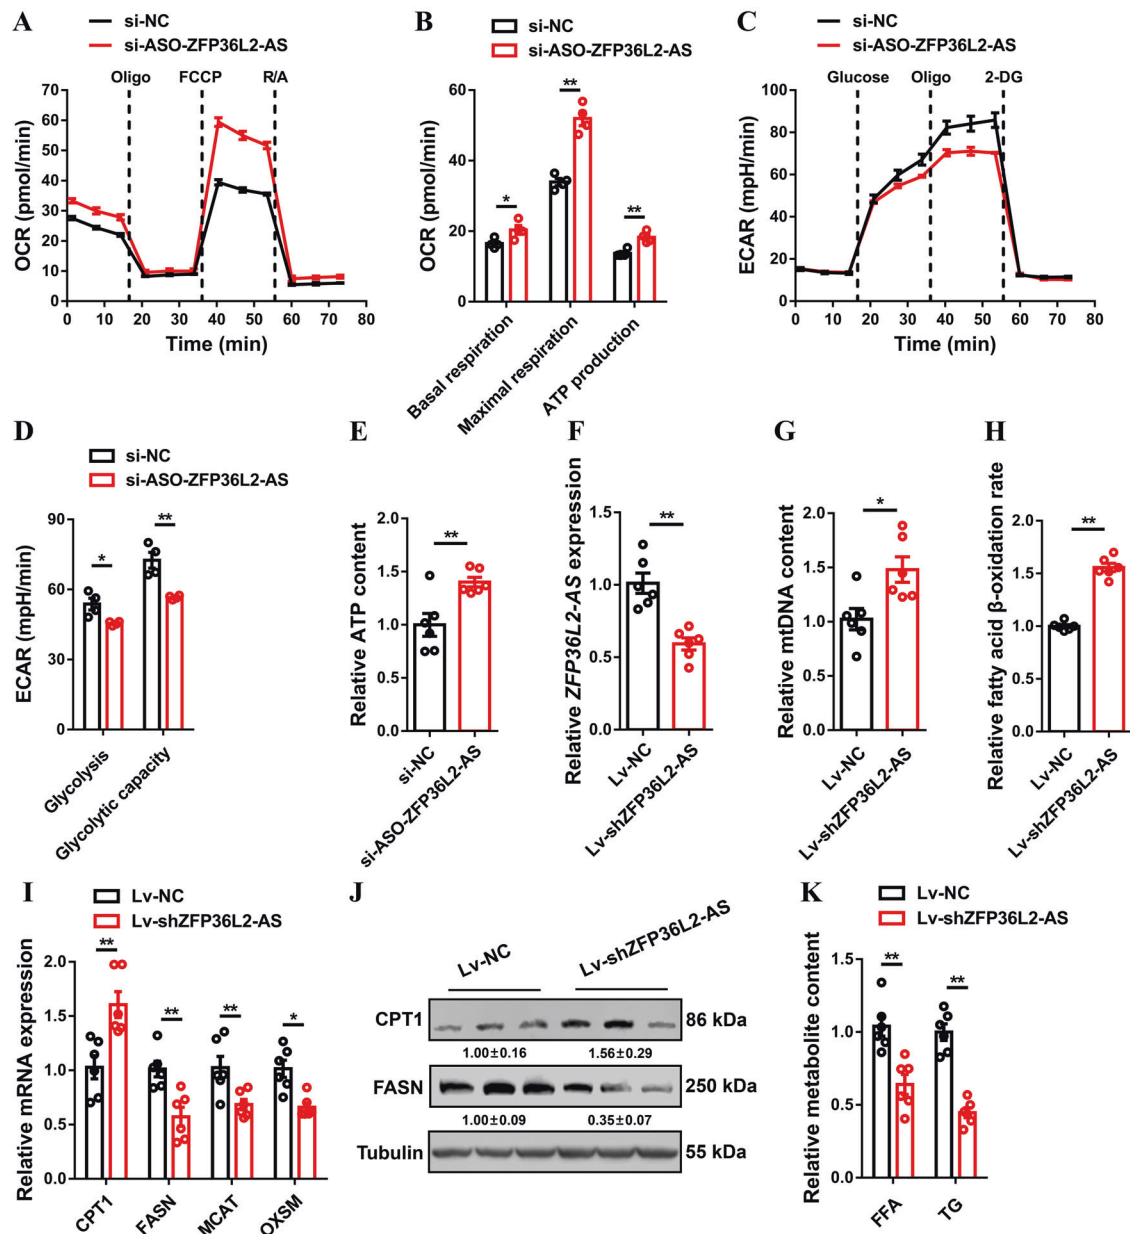 A
si-NC
si-ASO-ZFP36L2-AS
Oligo FCCP R/A
OCR (pmol/min)
70
60
50
40
30
20
10
0
0 10 20 30 40 50 60 70 80
Time (min)
B
si-NC
si-ASO-ZFP36L2-AS
OCR (pmol/min)
60
40
20
0
* ** **
Basal respiration
Maximal respiration
ATP production
C
si-NC
si-ASO-ZFP36L2-AS
Glucose Oligo 2-DG
ECAR (mpH/min)
100
80
60
40
20
0
0 10 20 30 40 50 60 70 80
Time (min)
D
si-NC
si-ASO-ZFP36L2-AS
ECAR (mpH/min)
90
60
30
0
* **
Glycolysis
Glycolytic capacity
E
Relative ATP content
2.0
1.5
1.0
0.5
0.0
**
si-NC
si-ASO-ZFP36L2-AS
F
Relative ZFP36L2-AS expression
1.5
1.0
0.5
0.0
**
Lv-NC
Lv-shZFP36L2-AS
G
Relative mtDNA content
2.0
1.5
1.0
0.5
0.0
*
Lv-NC
Lv-shZFP36L2-AS
H
Relative fatty acid β-oxidation rate
2.0
1.5
1.0
0.5
0.0
**
Lv-NC
Lv-shZFP36L2-AS
I
Lv-NC
Lv-shZFP36L2-AS
Relative mRNA expression
2.0
1.5
1.0
0.5
0.0
** ** ** *
CPT1
FASN
MCAT
OXSM
J
Lv-NC Lv-shZFP36L2-AS
CPT1 86 kDa
1.00±0.16 1.56±0.29
FASN 250 kDa
1.00±0.09 0.35±0.07
Tubulin 55 kDa
K
Lv-NC
Lv-shZFP36L2-AS
Relative metabolite content
1.5
1.0
0.5
0.0
** **
FFA
TG